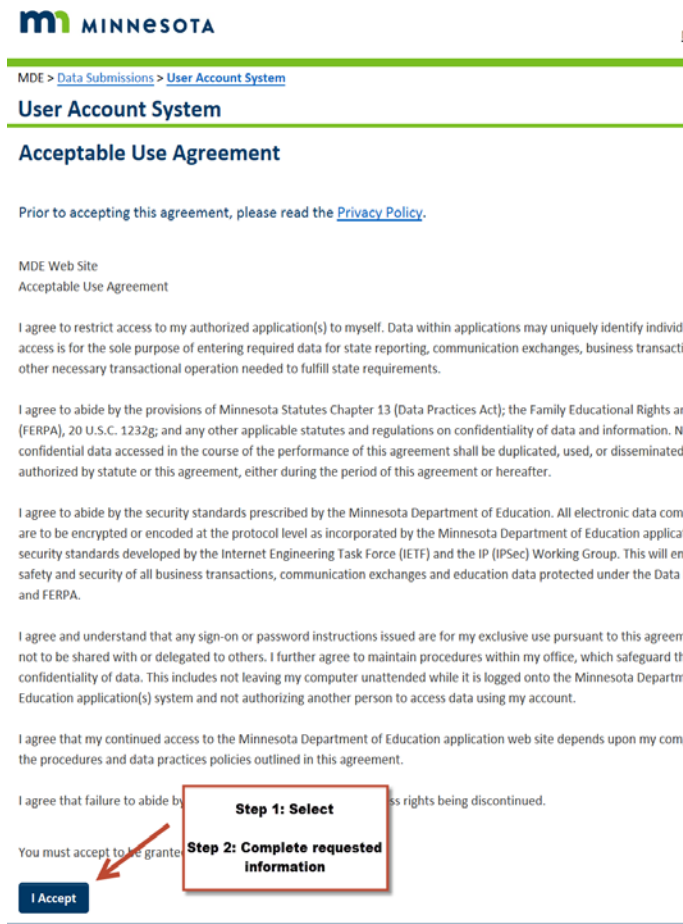 MINNESOTA
MDE > Data Submissions > User Account System
User Account System
Acceptable Use Agreement
Prior to accepting this agreement, please read the Privacy Policy.
MDE Web Site
Acceptable Use Agreement
I agree to restrict access to my authorized application(s) to myself. Data within applications may uniquely identify
access is for the sole purpose of entering required data for state reporting, communication exchanges, business
other necessary transactional operation needed to fulfill state requirements.
I agree to abide by the provisions of Minnesota Statutes Chapter 13 (Data Practices Act); the Family Educational Rights
(FERPA), 20 U.S.C. 1232g; and any other applicable statutes and regulations on confidentiality of data and information.
confidential data accessed in the course of the performance of this agreement shall be duplicated, used, or disseminated
authorized by statute or this agreement, either during the period of this agreement or hereafter.
I agree to abide by the security standards prescribed by the Minnesota Department of Education. All electronic data
are to be encrypted or encoded at the protocol level as incorporated by the Minnesota Department of Education
security standards developed by the Internet Engineering Task Force (IETF) and the IP (IPSec) Working Group. This will
safety and security of all business transactions, communication exchanges and education data protected under the Data
and FERPA.
I agree and understand that any sign-on or password instructions issued are for my exclusive use pursuant to this
not to be shared with or delegated to others. I further agree to maintain procedures within my office, which safeguard
confidentiality of data. This includes not leaving my computer unattended while it is logged onto the Minnesota
Education application(s) system and not authorizing another person to access data using my account.
I agree that my continued access to the Minnesota Department of Education application web site depends upon my
the procedures and data practices policies outlined in this agreement.
I agree that failure to abide by rights being discontinued.
Step 1: Select
You must accept to be granted
Step 2: Complete requested
information
I Accept